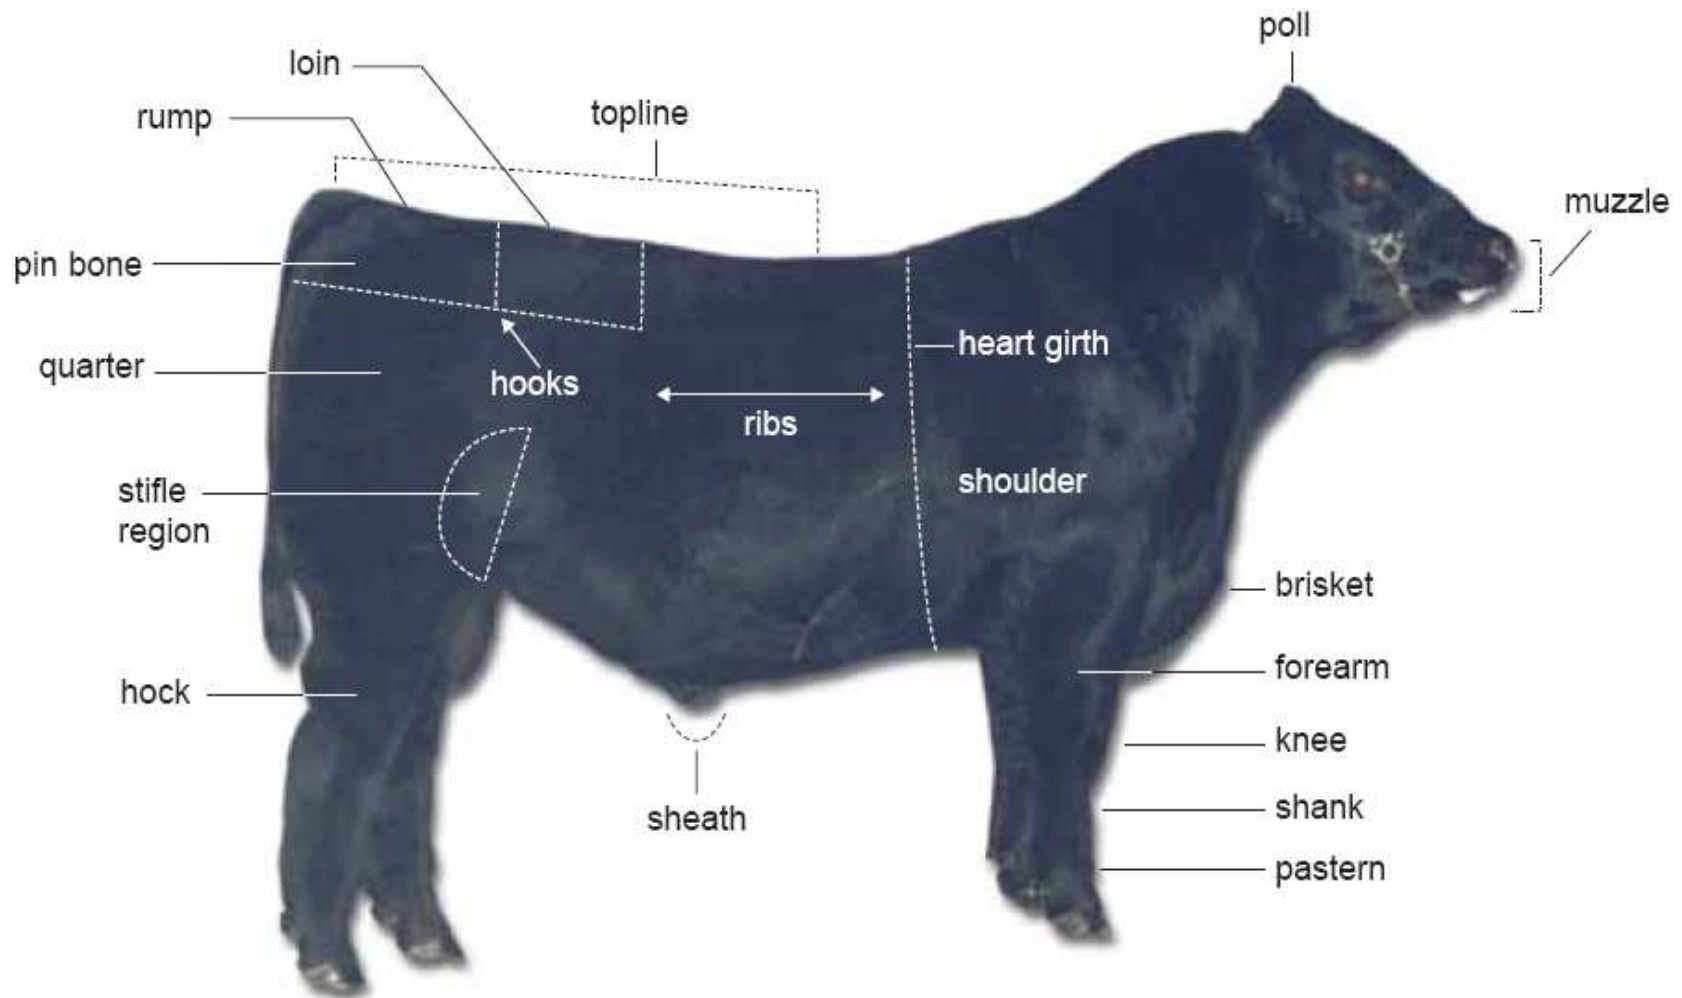 poll
loin
topline
rump
muzzle
pin bone
heart girth
quarter
hooks
ribs
stifle
region
shoulder
brisket
forearm
hock
knee
shank
sheath
pastern